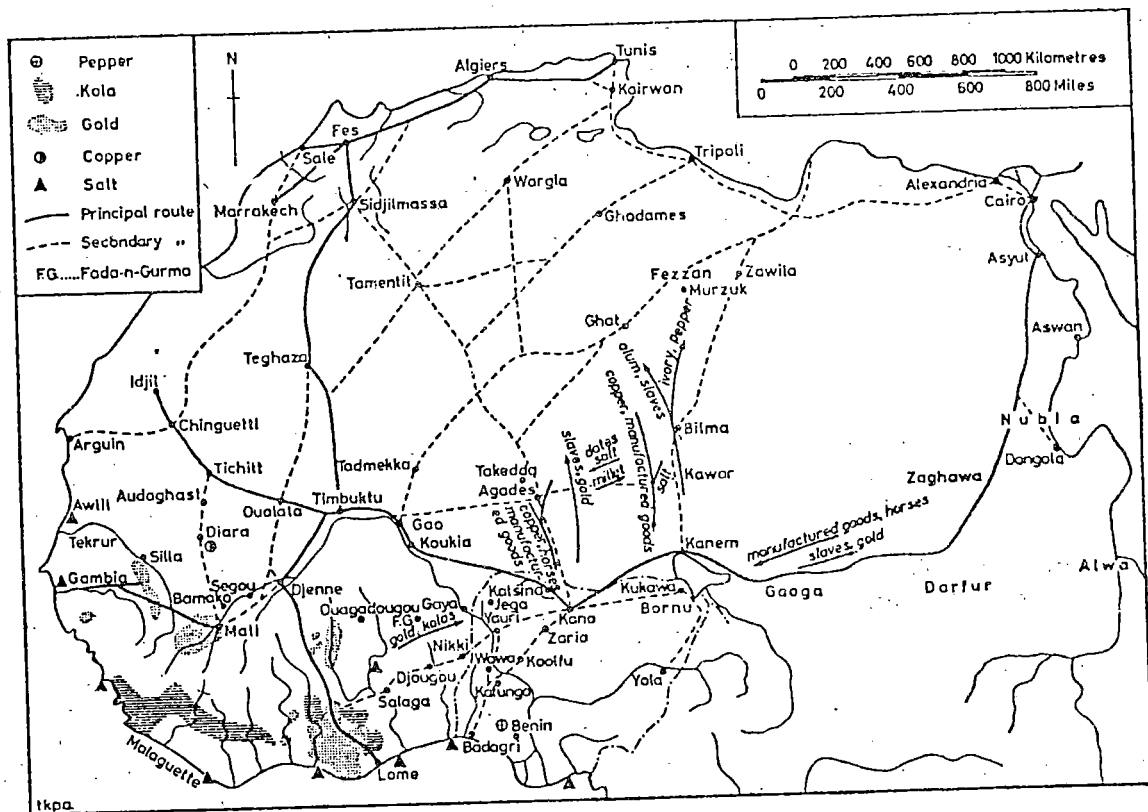 Pepper
.Kola
Gold
Copper
Salt
Principal route
Secondary "
F.G.....Fada-n-Gurma
N
0 200 400 600 800 1000 Kilometres
0 200 400 600 800 Miles
Tunis
Algiers
Kairwan
Fes
Sale
Tripoli
Wargla
Alexandria
Cairo
Marrakech
Sidjilmassa
Ghadames
Asyut
Tamentit
Fezzan
Zawila
Murzuk
Aswan
Ghat
ivory, pepper
Teghaza
alum, slaves
copper, manufactured goods
Idjil
Chinguetti
Arguin
Bilma
Nubia
Dongola
slaves, gold
dates
salt
millet
Tichitt
Tadmekka
Takedda
Kawar
Zaghawa
Agades
salt
Audaghast
Awlil
Oualata
Timbuktu
Gao
Koukia
copper, horses
manufactur-
ed goods
Diara
Tekrur
Silla
Kanem
manufactured goods, horses
slaves, gold
Alwa
Gambia
Segou
Djenne
Katsina
Kukawa
Gaoga
Darfur
Bamako
Ouagadougou
Gaya
Jega
Bornu
Mali
F.G.
gold, kolas
Yauri
Kano
Zaria
Nikki
Wawa
Koolfu
Djougou
Yola
Salaga
Katunga
Benin
Malaguette
Badagri
Lome
tkpa